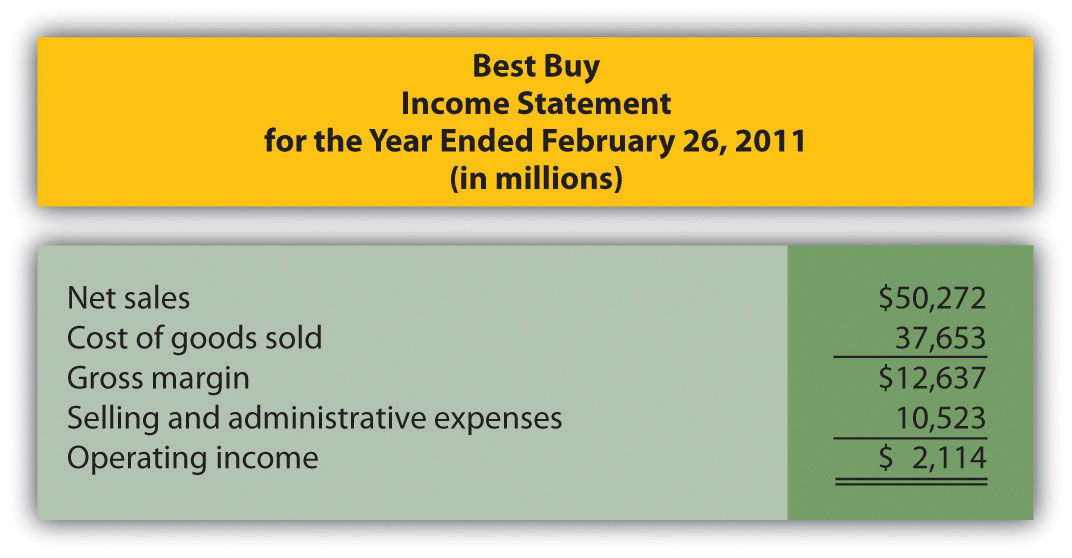 Best Buy
Income Statement
for the Year Ended February 26, 2011
(in millions)
Net sales $50,272
Cost of goods sold 37,653
Gross margin $12,637
Selling and administrative expenses 10,523
Operating income $ 2,114